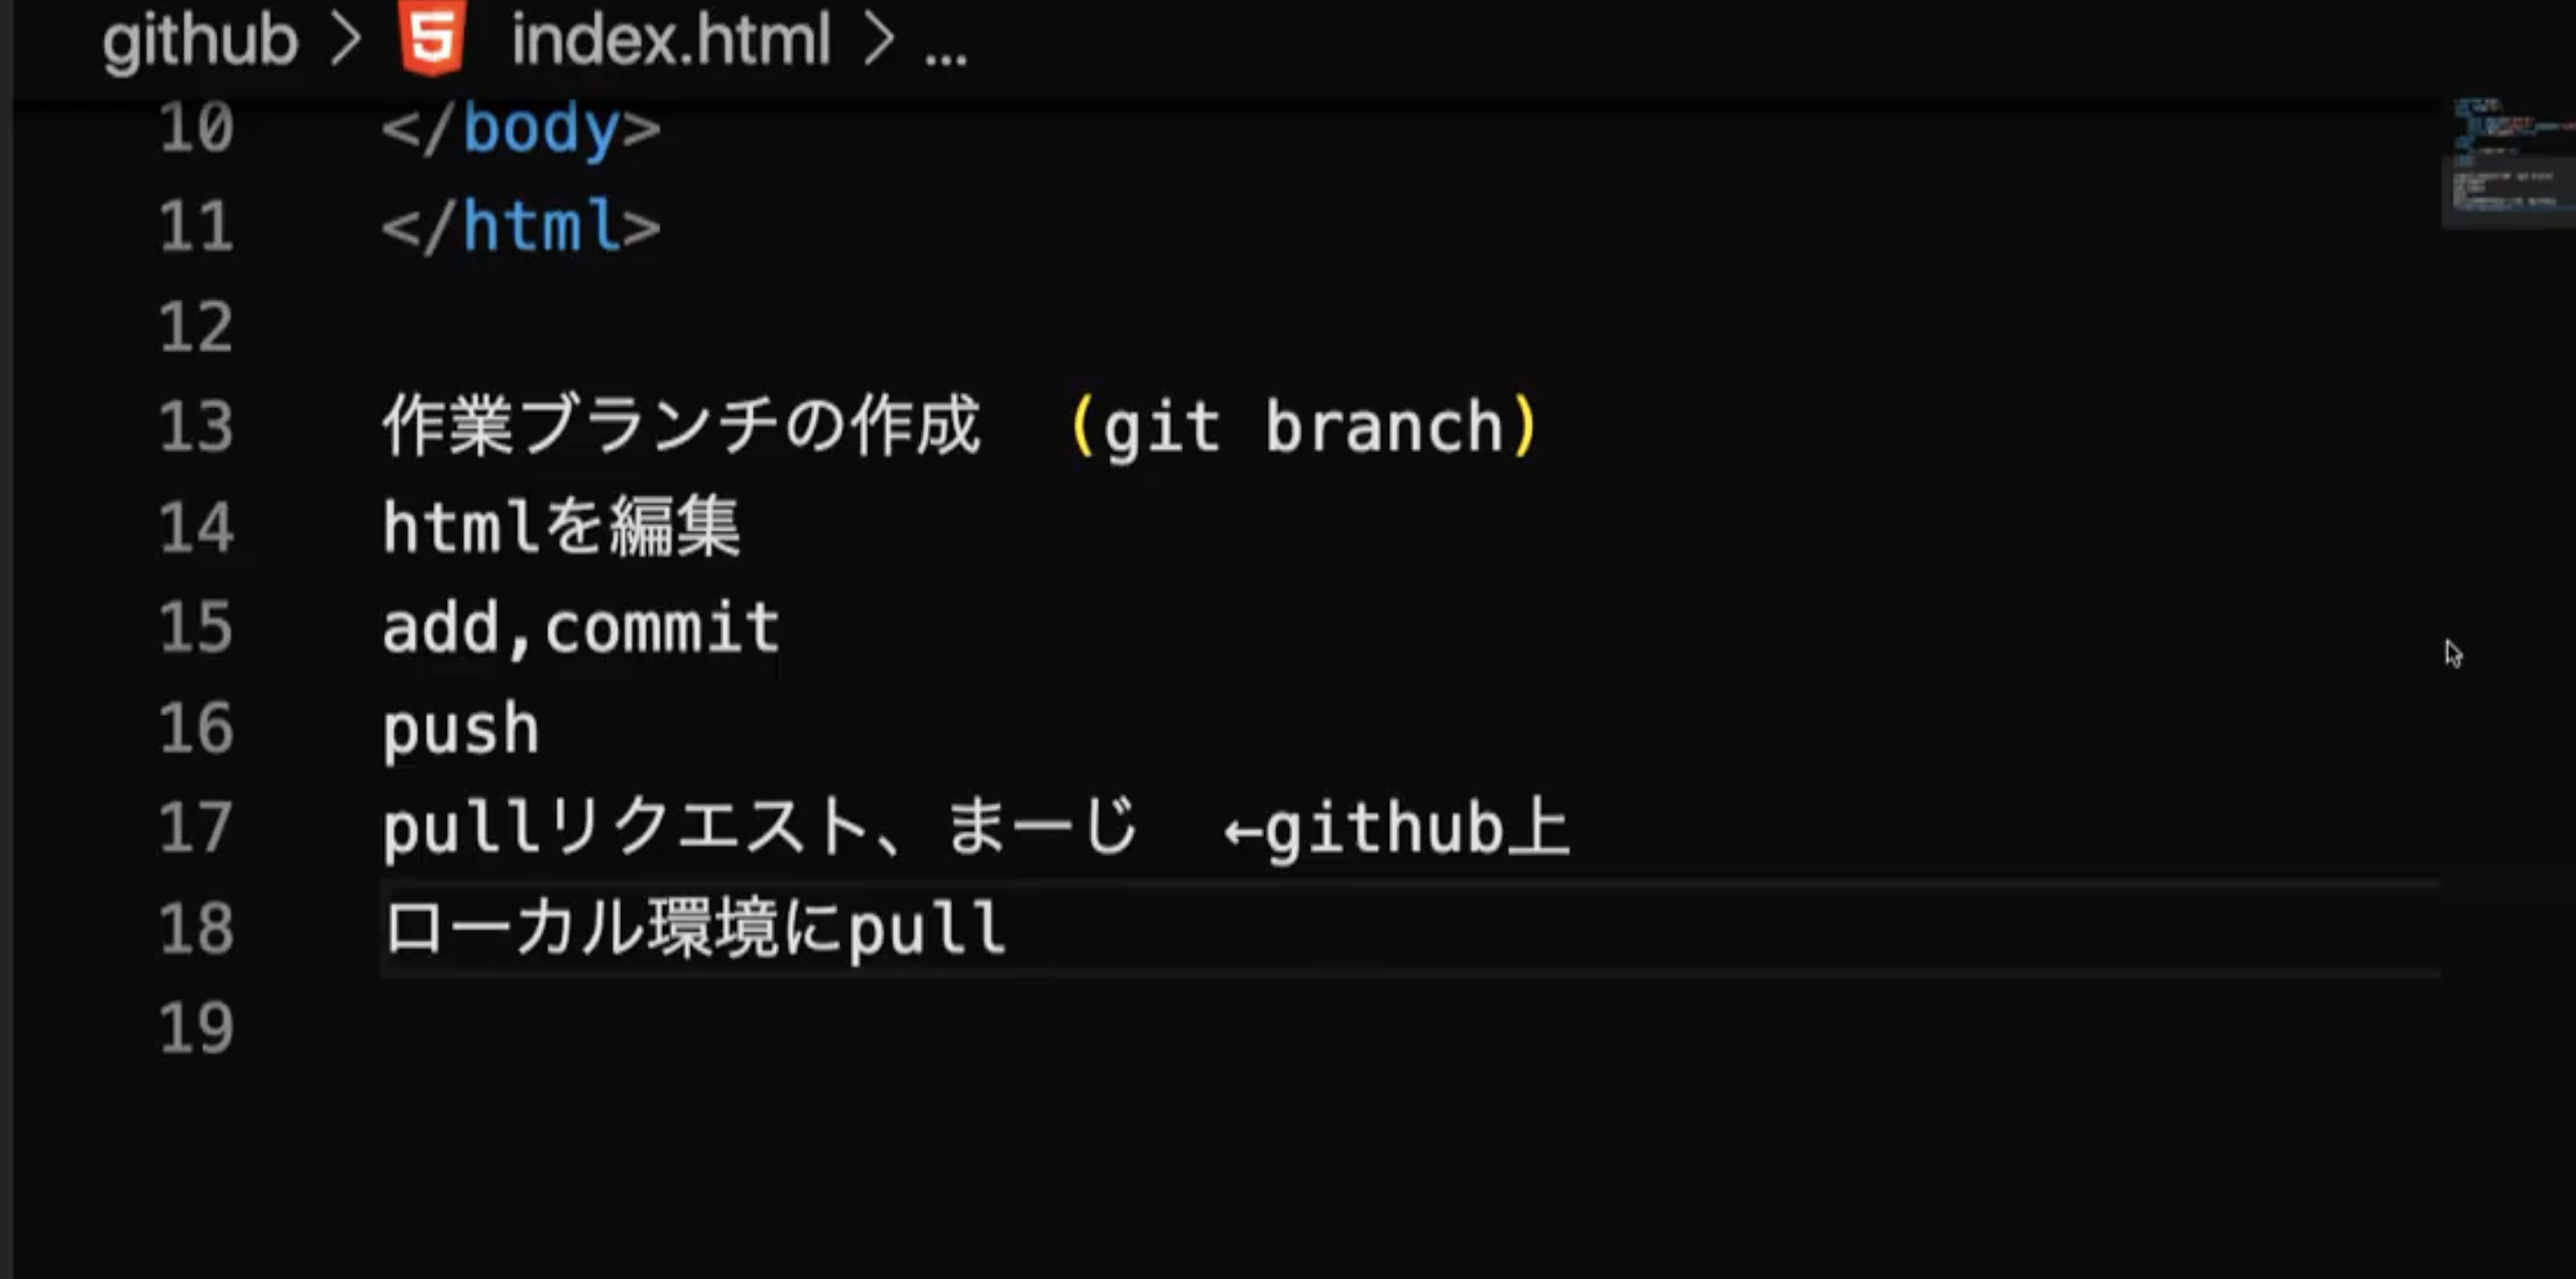 github > index.html > ...
10 </body>
11 </html>
12
13 作業ブランチの作成　(git branch)
14 htmlを編集
15 add,commit
16 push
17 pullリクエスト、まーじ　←github上
18 ローカル環境にpull
19